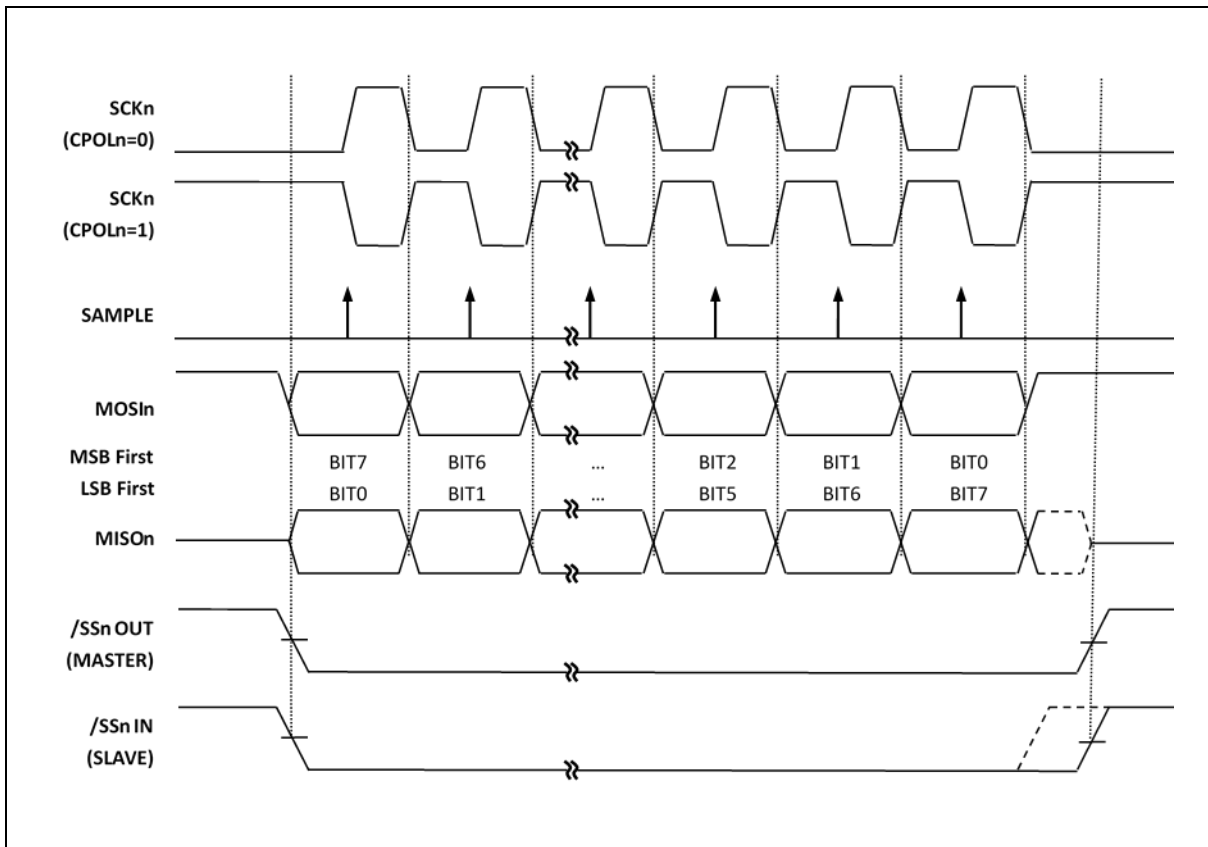 SCKn
(CPOLn=0)
SCKn
(CPOLn=1)
SAMPLE
MOSIn
MSB First BIT7 BIT6 ... BIT2 BIT1 BIT0
LSB First BIT0 BIT1 ... BIT5 BIT6 BIT7
MISOn
/SSn OUT
(MASTER)
/SSn IN
(SLAVE)